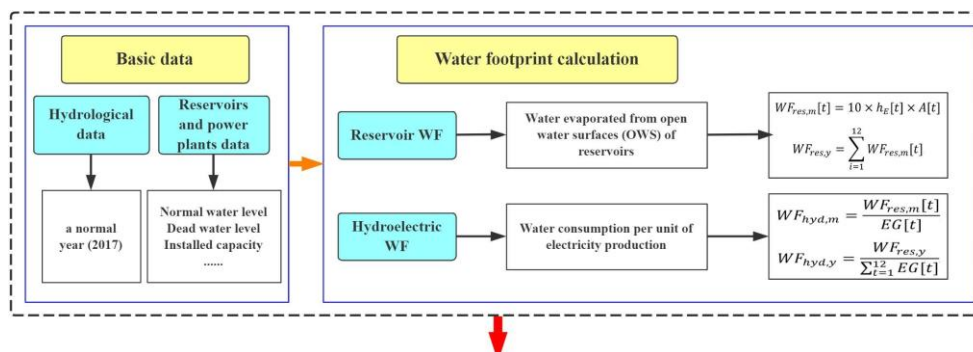 Basic data
Hydrological
data
Reservoirs
and power
plants data
a normal
year (2017)
Normal water level
Dead water level
Installed capacity
......
Water footprint calculation
Reservoir WF
Water evaporated from open
water surfaces (OWS) of
reservoirs
WF_{res,m}[t] = 10 × h_E[t] × A[t]
WF_{res,y} = \sum_{i=1}^{12} WF_{res,m}[t]
Hydroelectric
WF
Water consumption per unit of
electricity production
WF_{hyd,m} = \frac{WF_{res,m}[t]}{EG[t]}
WF_{hyd,y} = \frac{WF_{res,y}}{\sum_{t=1}^{12} EG[t]}